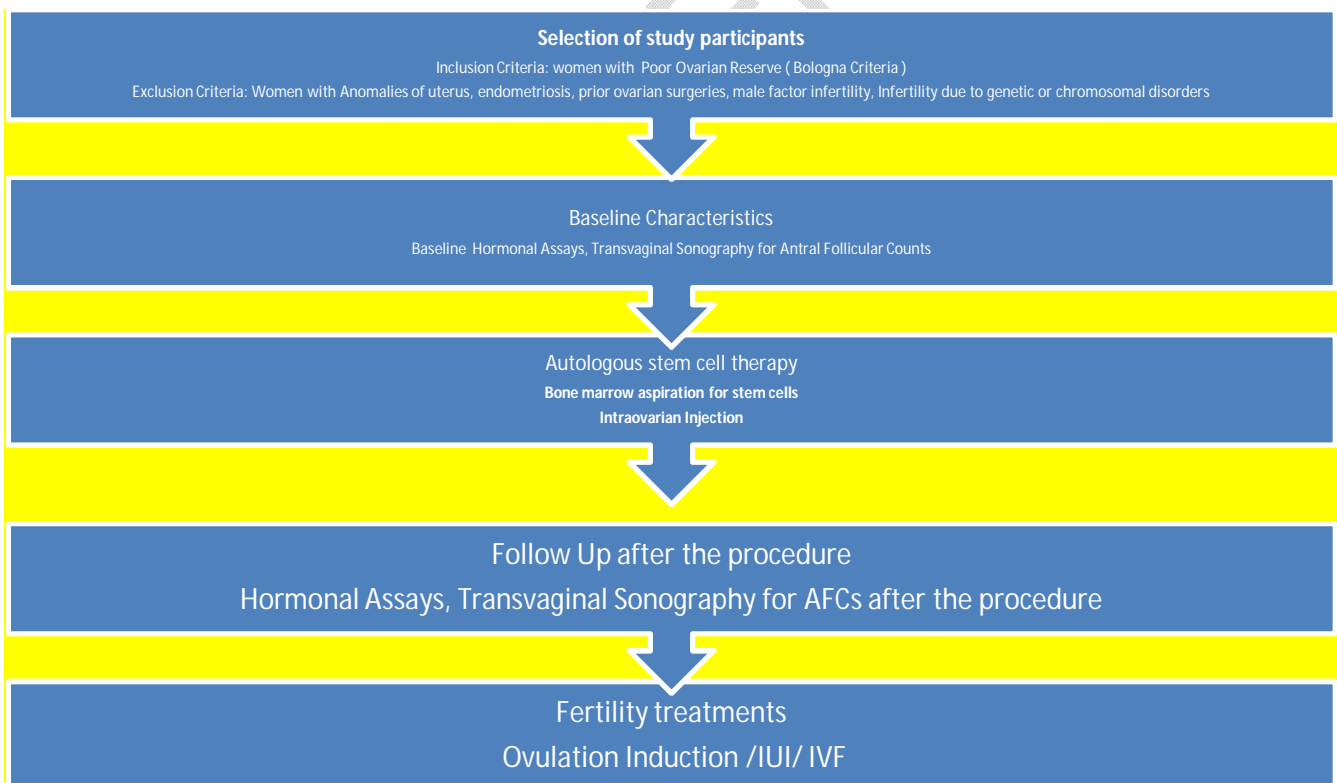 Selection of study participants
Inclusion Criteria: women with Poor Ovarian Reserve ( Bologna Criteria )
Exclusion Criteria: Women with Anomalies of uterus, endometriosis, prior ovarian surgeries, male factor infertility, Infertility due to genetic or chromosomal disorders
Baseline Characteristics
Baseline Hormonal Assays, Transvaginal Sonography for Antral Follicular Counts
Autologous stem cell therapy
Bone marrow aspiration for stem cells
Intraovarian Injection
Follow Up after the procedure
Hormonal Assays, Transvaginal Sonography for AFCs after the procedure
Fertility treatments
Ovulation Induction /IUI/ IVF